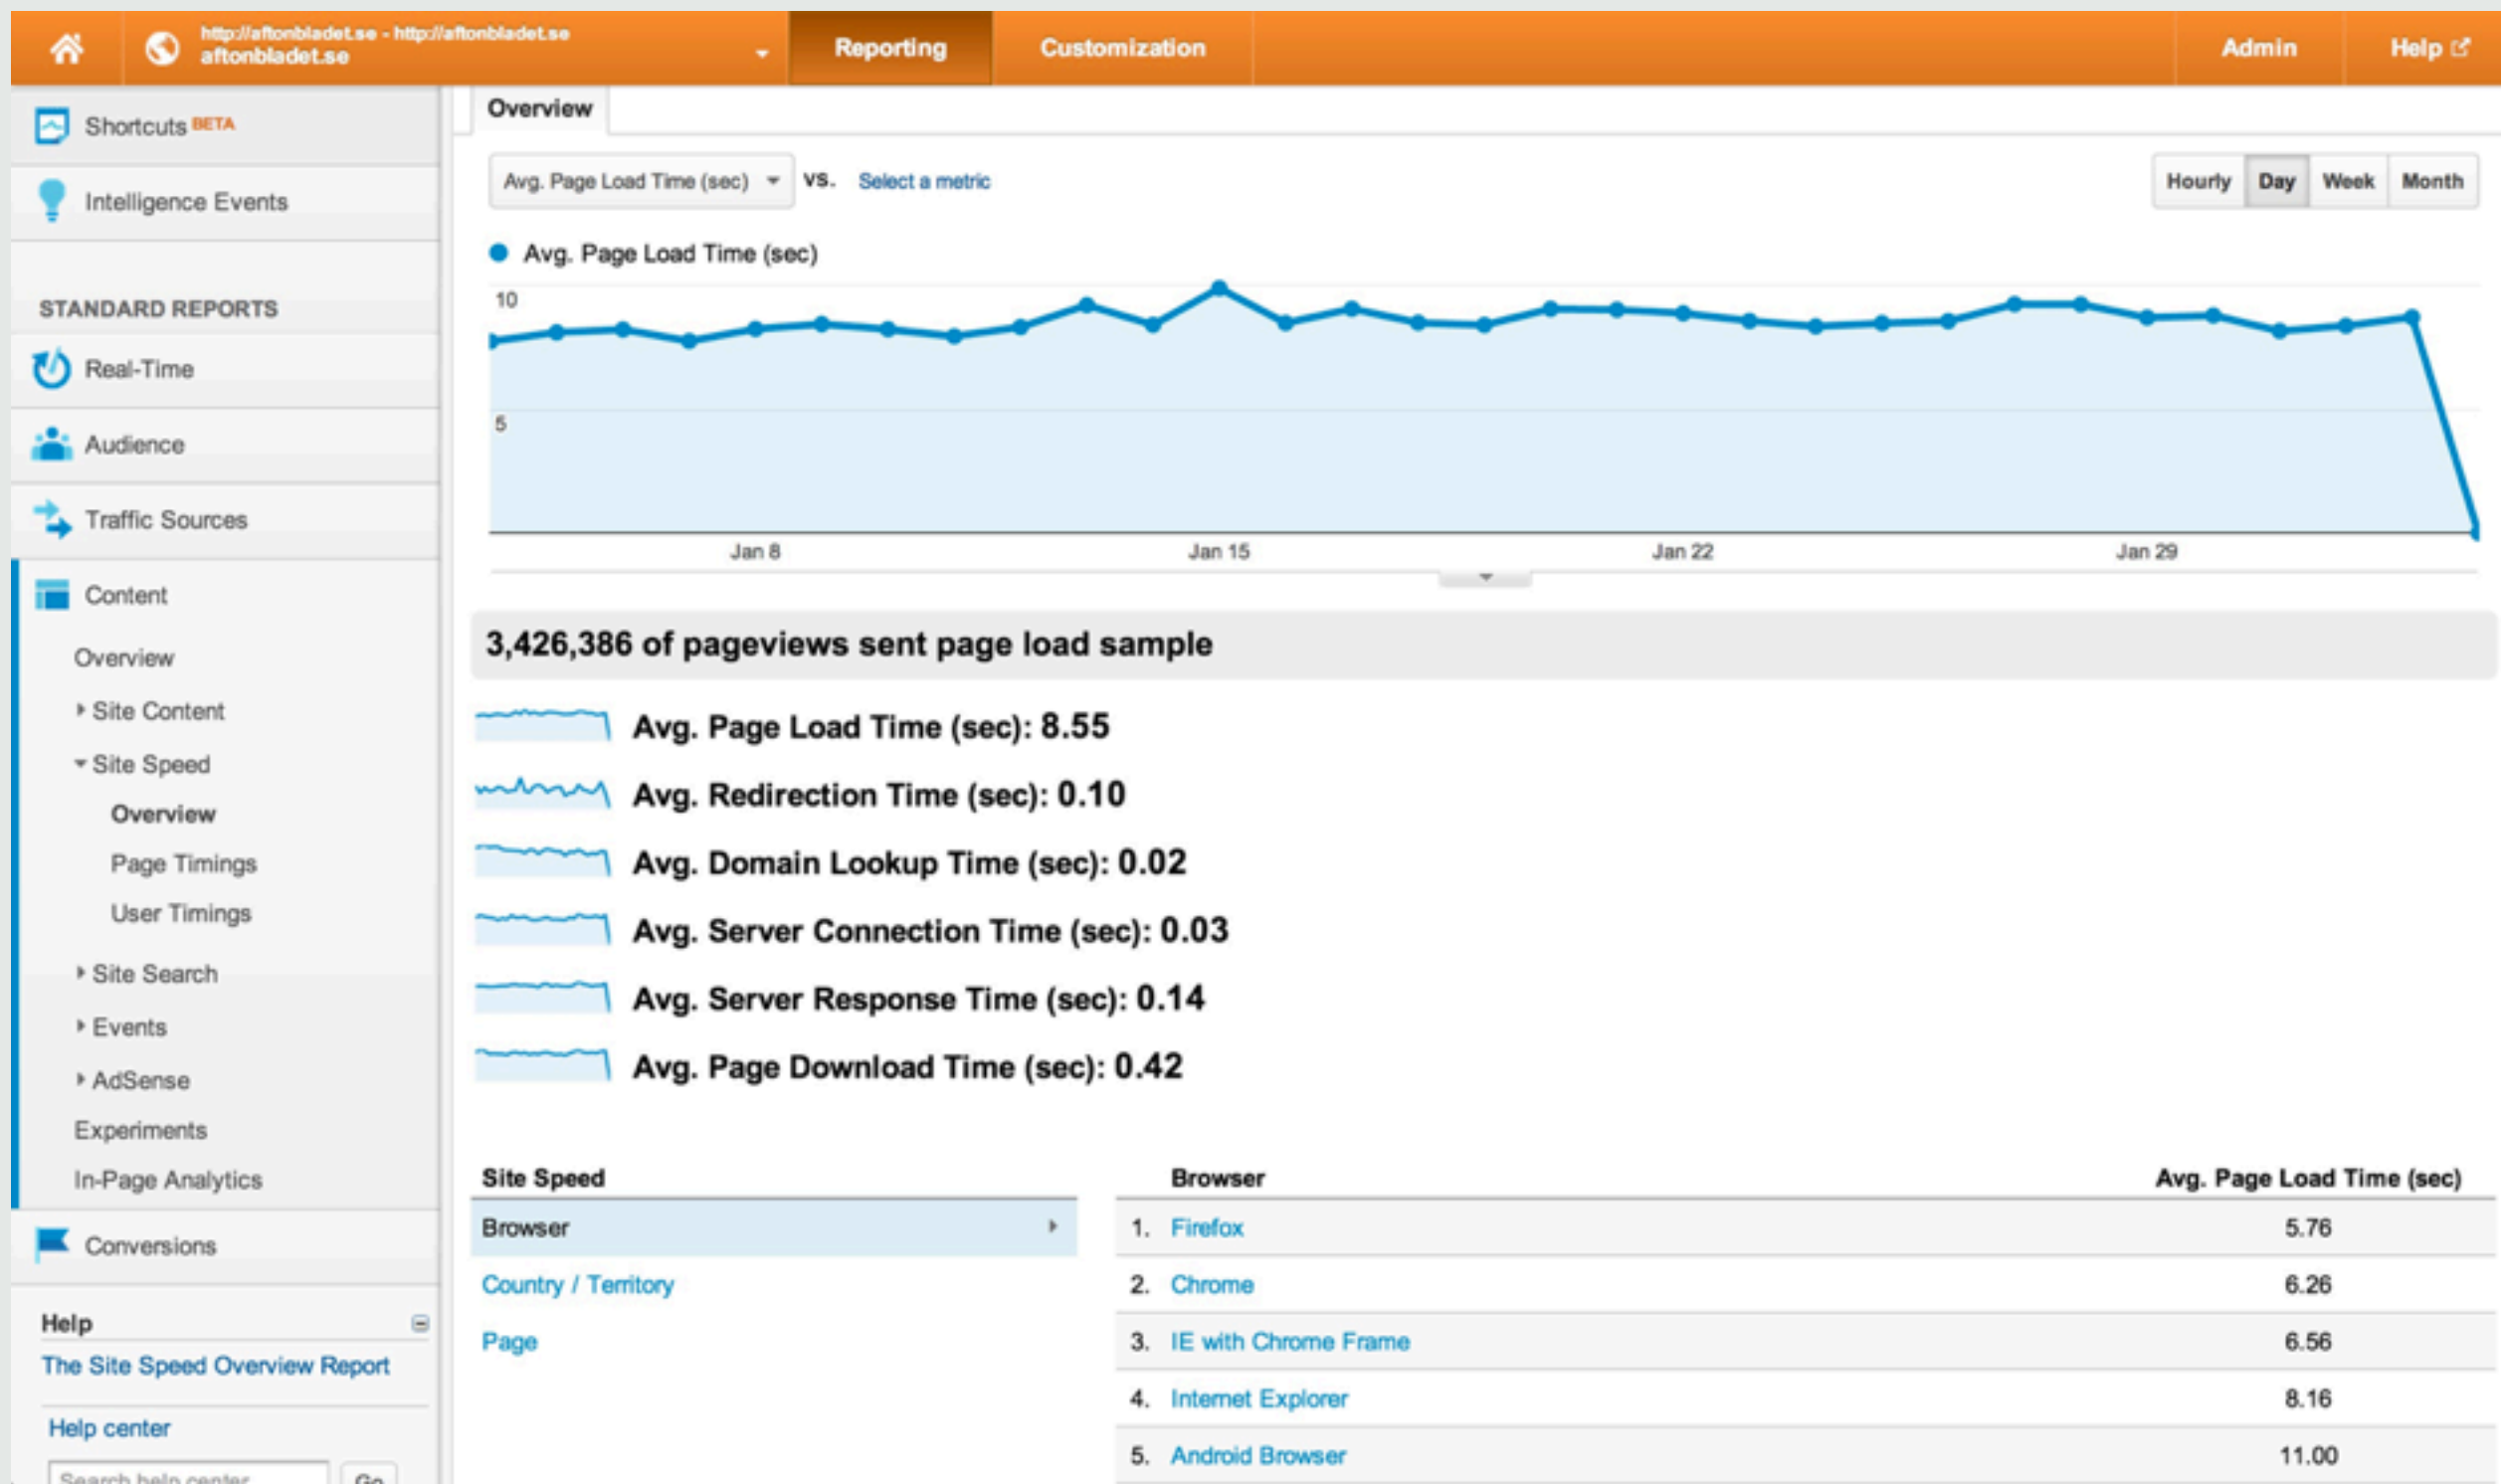 http://aftonbladet.se - http://aftonbladet.se
aftonbladet.se
Reporting
Customization
Admin
Help
Shortcuts BETA
Intelligence Events
STANDARD REPORTS
Real-Time
Audience
Traffic Sources
Content
Overview
Site Content
Site Speed
Overview
Page Timings
User Timings
Site Search
Events
AdSense
Experiments
In-Page Analytics
Conversions
Help
The Site Speed Overview Report
Help center
Search help center
Go
Overview
Avg. Page Load Time (sec) VS. Select a metric
Hourly Day Week Month
Avg. Page Load Time (sec)
10
5
Jan 8 Jan 15 Jan 22 Jan 29
3,426,386 of pageviews sent page load sample
Avg. Page Load Time (sec): 8.55
Avg. Redirection Time (sec): 0.10
Avg. Domain Lookup Time (sec): 0.02
Avg. Server Connection Time (sec): 0.03
Avg. Server Response Time (sec): 0.14
Avg. Page Download Time (sec): 0.42
Site Speed
Browser
Country / Territory
Page
Browser Avg. Page Load Time (sec)
1. Firefox 5.76
2. Chrome 6.26
3. IE with Chrome Frame 6.56
4. Internet Explorer 8.16
5. Android Browser 11.00